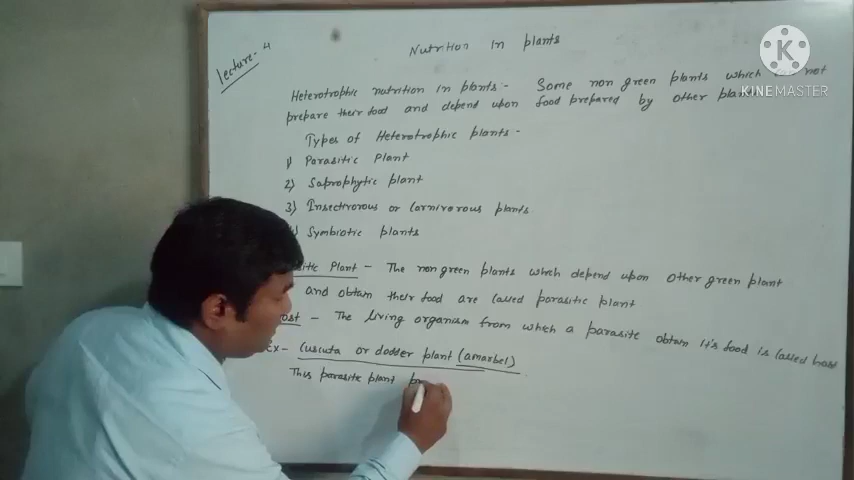 Lecture- 4
Nutrition in plants
KINEMASTER
Heterotrophic nutrition in plants:- Some non green plants which not
prepare their food and depend upon food prepared by other
Types of Heterotrophic plants-
1) Parasitic Plant
2) Saprophytic plant
3) Insectivorous or Carnivorous plants
Symbiotic plants
Plant - The non green plants which depend upon other green plant
and obtain their food are called parasitic plant
- The living organism from which a parasite obtain it's food is called host
Ex- Cuscuta or dodder plant (amarbel)
This parasite plant